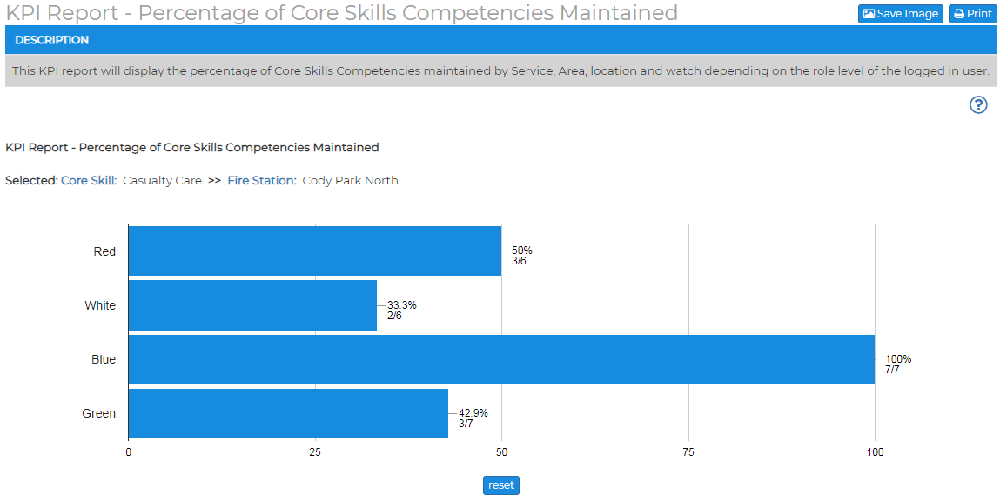 KPI Report - Percentage of Core Skills Competencies Maintained
Save Image
Print
DESCRIPTION
This KPI report will display the percentage of Core Skills Competencies maintained by Service, Area, location and watch depending on the role level of the logged in user.
?
KPI Report - Percentage of Core Skills Competencies Maintained
Selected: Core Skill: Casualty Care >> Fire Station: Cody Park North
Red
50%
3/6
White
33.3%
2/6
Blue
100%
7/7
Green
42.9%
3/7
0 25 50 75 100
reset